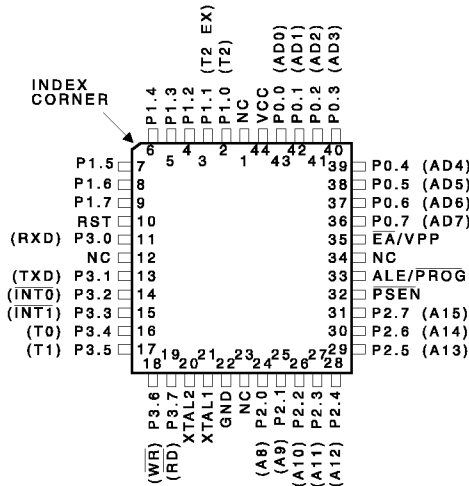 INDEX
CORNER
P1.4
P1.3
P1.2
P1.1 (T2 EX)
P1.0 (T2)
NC
VCC
P0.0 (AD0)
P0.1 (AD1)
P0.2 (AD2)
P0.3 (AD3)
6
5
4
3
2
1
44
43
42
41
40
P1.5 7
P1.6 8
P1.7 9
RST 10
(RXD) P3.0 11
NC 12
(TXD) P3.1 13
(INT0) P3.2 14
(INT1) P3.3 15
(T0) P3.4 16
(T1) P3.5 17
39 P0.4 (AD4)
38 P0.5 (AD5)
37 P0.6 (AD6)
36 P0.7 (AD7)
35 EA/VPP
34 NC
33 ALE/PROG
32 PSEN
31 P2.7 (A15)
30 P2.6 (A14)
29 P2.5 (A13)
18
19
20
21
22
23
24
25
26
27
28
(WR) P3.6
(RD) P3.7
XTAL2
XTAL1
GND
NC
(A8) P2.0
(A9) P2.1
(A10) P2.2
(A11) P2.3
(A12) P2.4